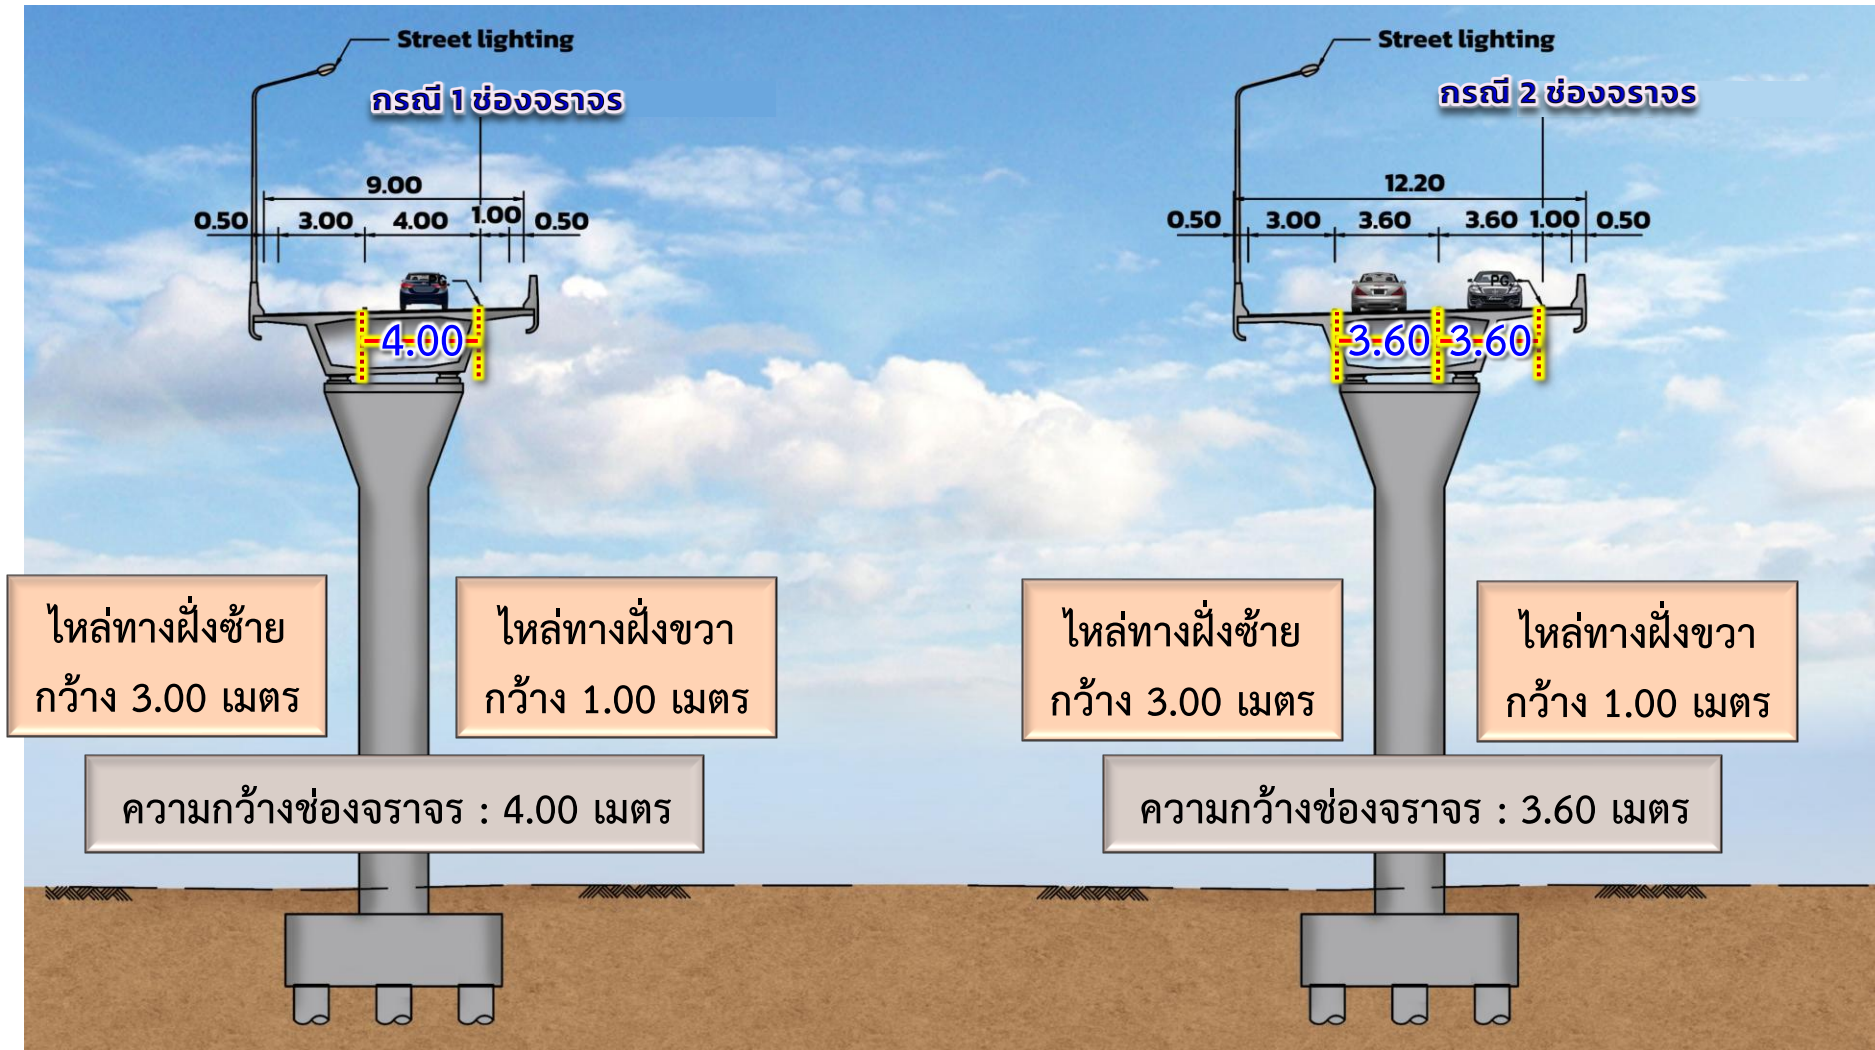 Street lighting
กรณี 1 ช่องจราจร
9.00
0.50 3.00 4.00 1.00 0.50
4.00
ไหล่ทางฝั่งซ้าย
กว้าง 3.00 เมตร
ไหล่ทางฝั่งขวา
กว้าง 1.00 เมตร
ความกว้างช่องจราจร : 4.00 เมตร
Street lighting
กรณี 2 ช่องจราจร
12.20
0.50 3.00 3.60 3.60 1.00 0.50
PG.
3.60 3.60
ไหล่ทางฝั่งซ้าย
กว้าง 3.00 เมตร
ไหล่ทางฝั่งขวา
กว้าง 1.00 เมตร
ความกว้างช่องจราจร : 3.60 เมตร